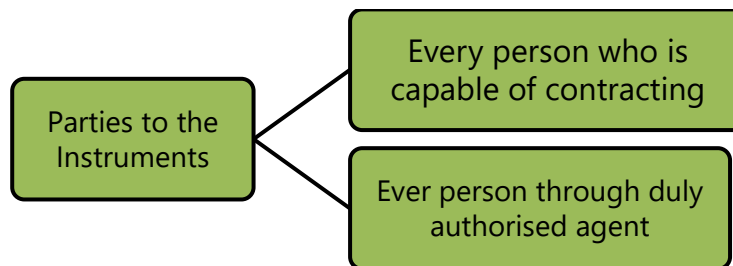 Every person who is
capable of contracting
Parties to the
Instruments
Ever person through duly
authorised agent